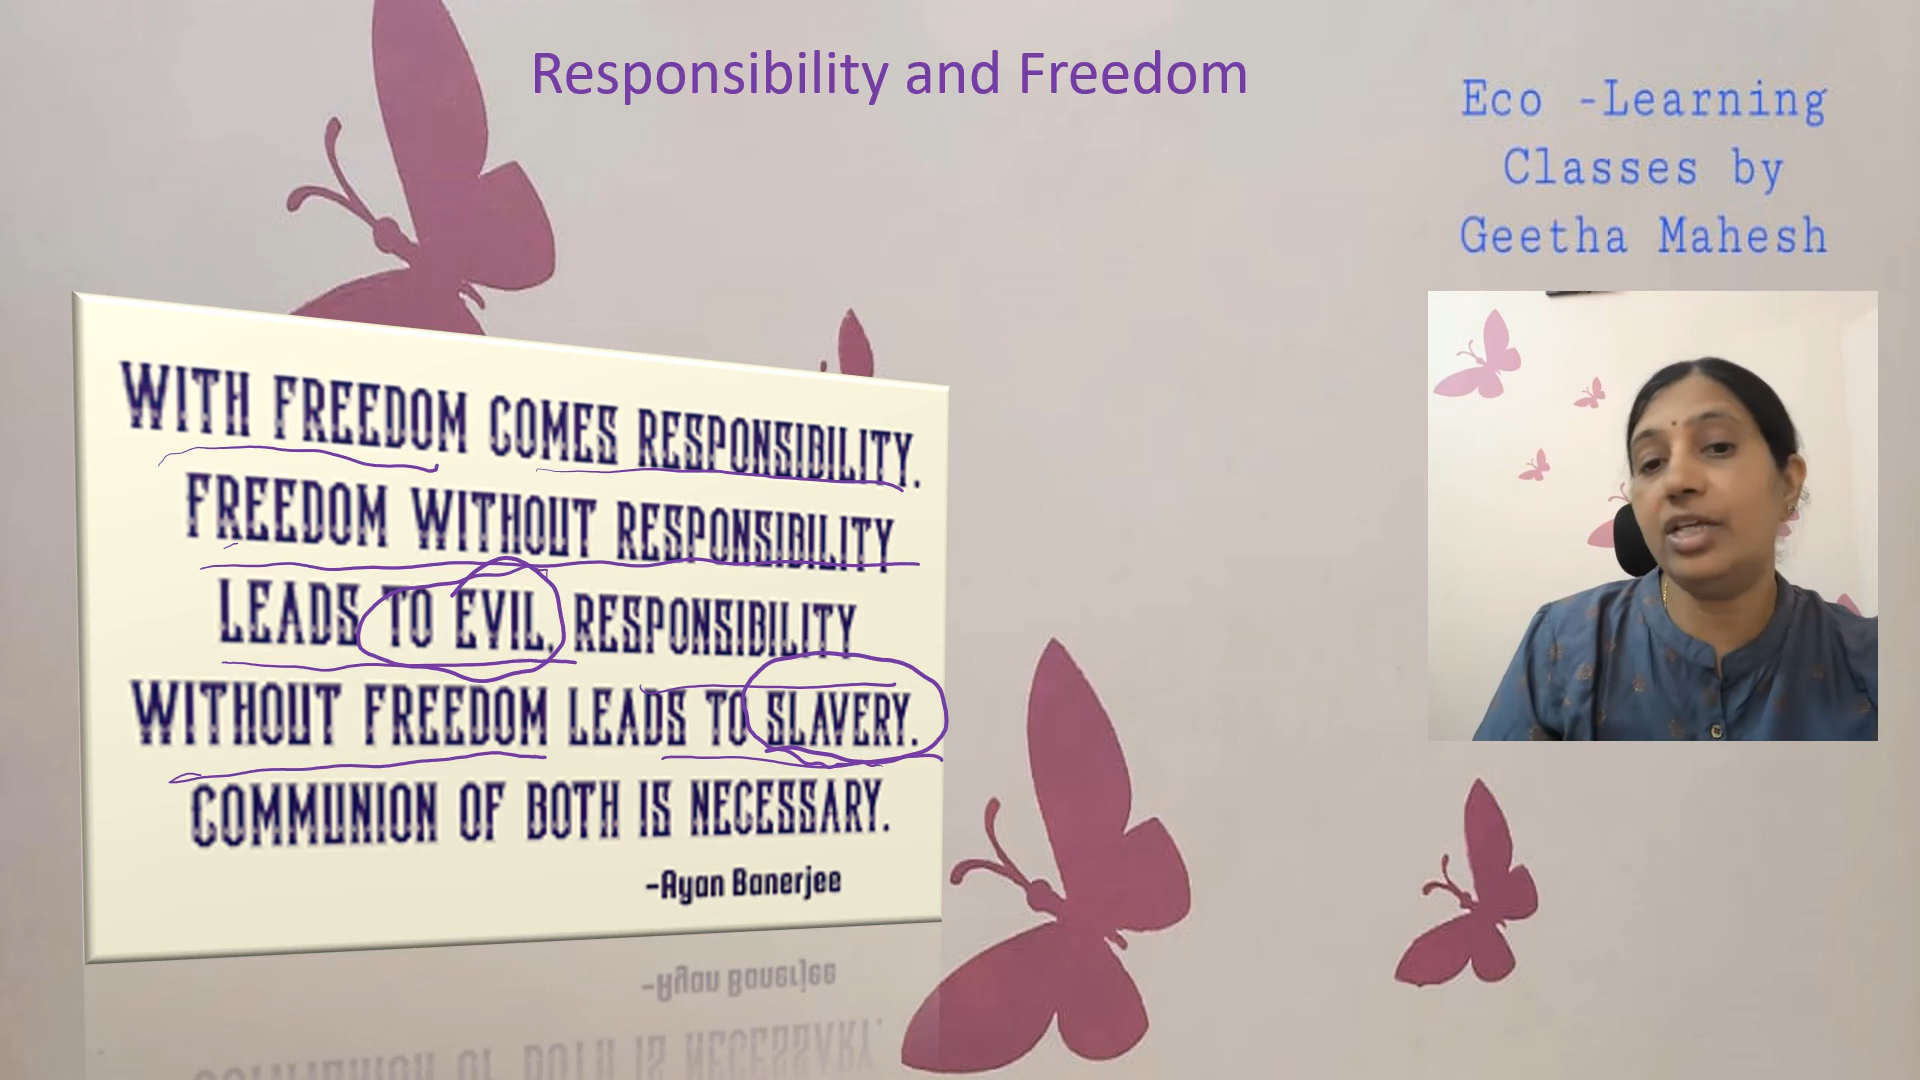 Responsibility and Freedom
Eco -Learning
Classes by
Geetha Mahesh
WITH FREEDOM COMES RESPONSIBILITY.
FREEDOM WITHOUT RESPONSIBILITY
LEADS TO EVIL, RESPONSIBILITY
WITHOUT FREEDOM LEADS TO SLAVERY.
COMMUNION OF BOTH IS NECESSARY.
-Ayan Banerjee